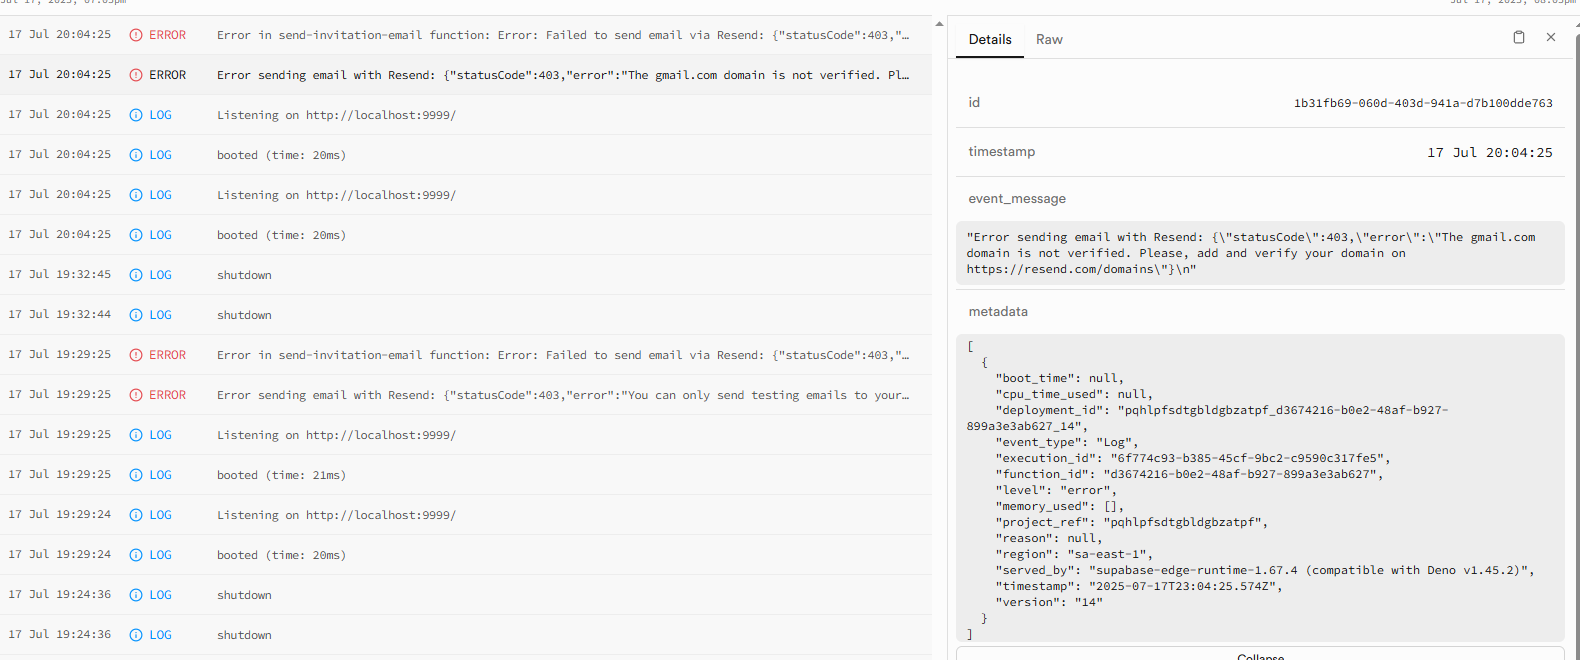 17 Jul 20:04:25 ERROR Error in send-invitation-email function: Error: Failed to send email via Resend: {"statusCode":403,"…
17 Jul 20:04:25 ERROR Error sending email with Resend: {"statusCode":403,"error":"The gmail.com domain is not verified. Pl…
17 Jul 20:04:25 LOG Listening on http://localhost:9999/
17 Jul 20:04:25 LOG booted (time: 20ms)
17 Jul 20:04:25 LOG Listening on http://localhost:9999/
17 Jul 20:04:25 LOG booted (time: 20ms)
17 Jul 19:32:45 LOG shutdown
17 Jul 19:32:44 LOG shutdown
17 Jul 19:29:25 ERROR Error in send-invitation-email function: Error: Failed to send email via Resend: {"statusCode":403,"…
17 Jul 19:29:25 ERROR Error sending email with Resend: {"statusCode":403,"error":"You can only send testing emails to your…
17 Jul 19:29:25 LOG Listening on http://localhost:9999/
17 Jul 19:29:25 LOG booted (time: 21ms)
17 Jul 19:29:24 LOG Listening on http://localhost:9999/
17 Jul 19:29:24 LOG booted (time: 20ms)
17 Jul 19:24:36 LOG shutdown
17 Jul 19:24:36 LOG shutdown
Details Raw
id 1b31fb69-060d-403d-941a-d7b100dde763
timestamp 17 Jul 20:04:25
event_message
"Error sending email with Resend: {\"statusCode\":403,\"error\":\"The gmail.com
domain is not verified. Please, add and verify your domain on
https://resend.com/domains\"}\n"
metadata
[
{
"boot_time": null,
"cpu_time_used": null,
"deployment_id": "pqhlpfsdtgbldgbzatpf_d3674216-b0e2-48af-b927-
899a3e3ab627_14",
"event_type": "Log",
"execution_id": "6f774c93-b385-45cf-9bc2-c9590c317fe5",
"function_id": "d3674216-b0e2-48af-b927-899a3e3ab627",
"level": "error",
"memory_used": [],
"project_ref": "pqhlpfsdtgbldgbzatpf",
"reason": null,
"region": "sa-east-1",
"served_by": "supabase-edge-runtime-1.67.4 (compatible with Deno v1.45.2)",
"timestamp": "2025-07-17T23:04:25.574Z",
"version": "14"
}
]
Collapse